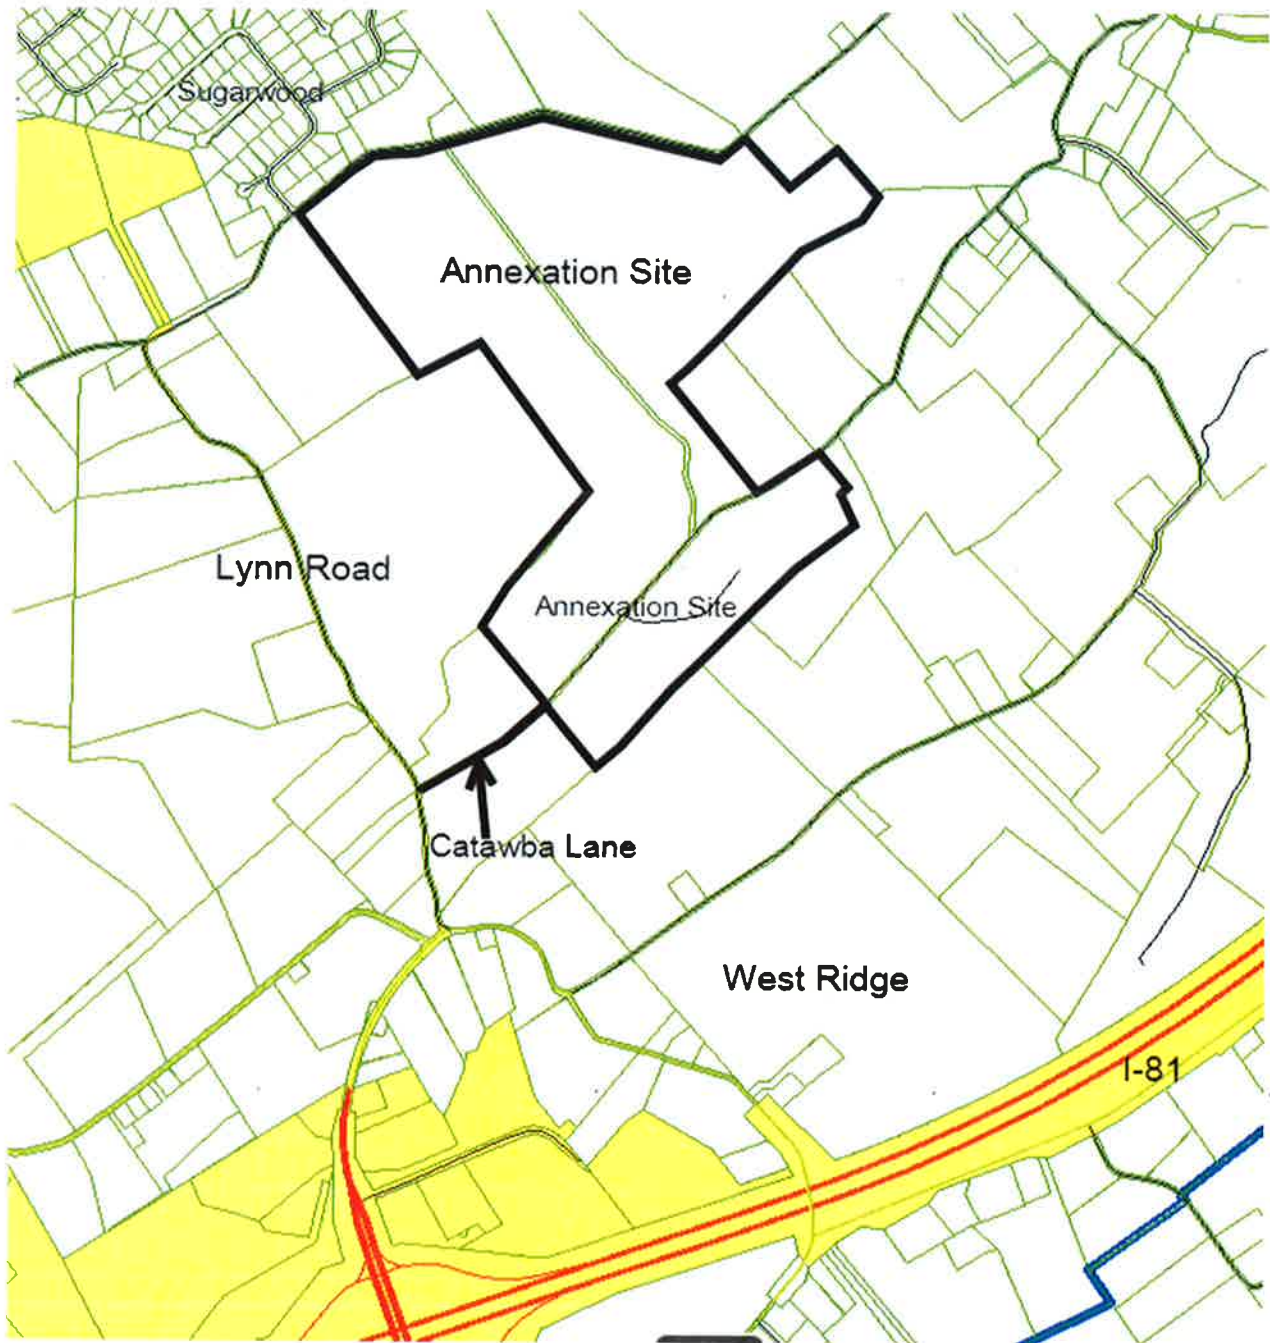 Sugarwood
Annexation Site
Lynn Road
Annexation Site
Catawba Lane
West Ridge
I-81